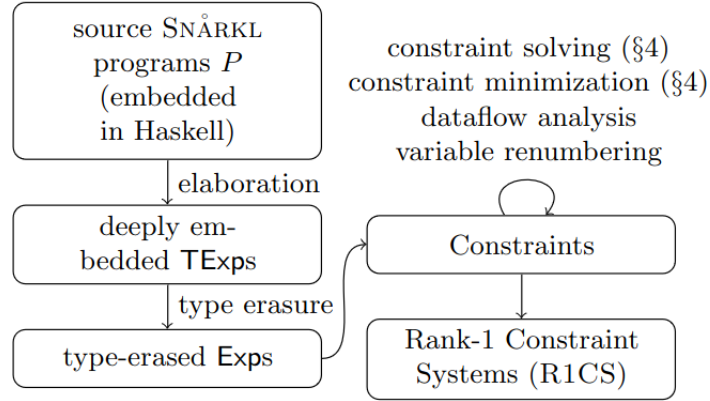 source SNÅRKL
programs P
(embedded
in Haskell)
elaboration
deeply em-
bedded TExps
type erasure
type-erased Exps
constraint solving (§4)
constraint minimization (§4)
dataflow analysis
variable renumbering
Constraints
Rank-1 Constraint
Systems (R1CS)